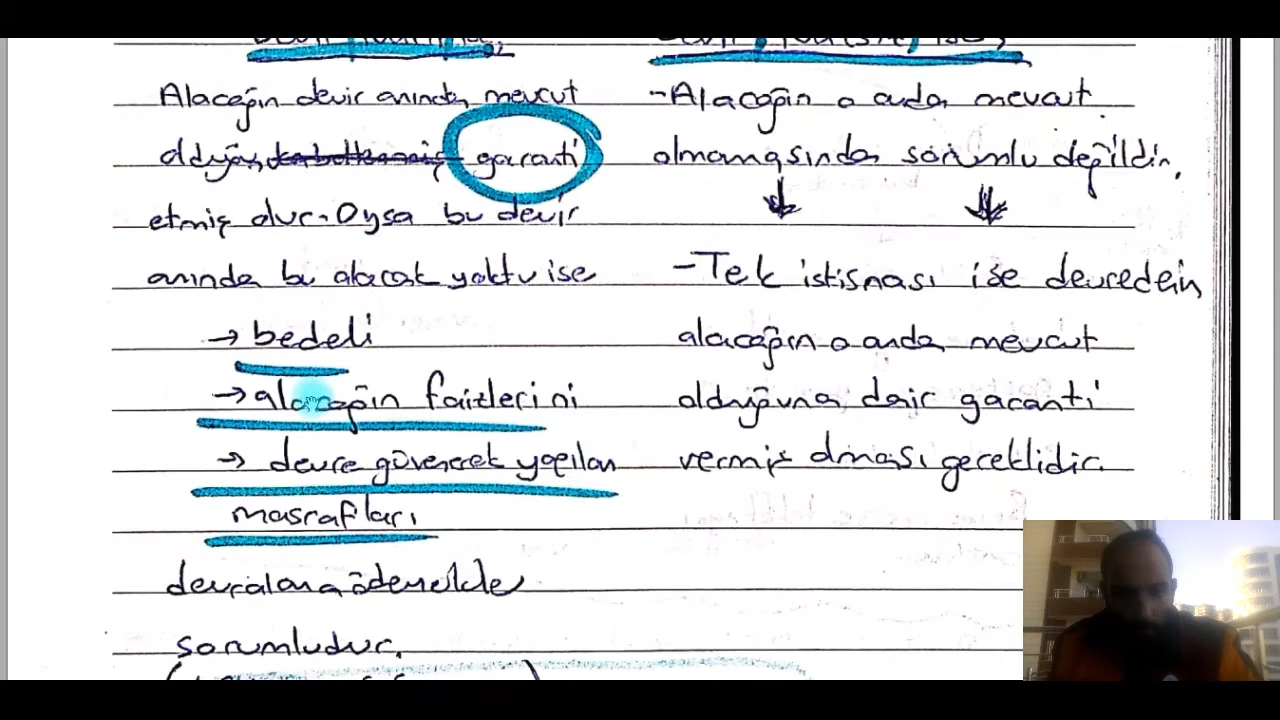 Alacağın devir anında mevcut
olduğunu garanti
etmiş olur. Oysa bu devir
anında bu alacak yoktu ise
→ bedeli
→ alacağın faizlerini
→ devre güvenerek yapılan
masrafları
devralana ödemekle
sorumludur.
-Alacağın o anda mevcut
olmamasından sorumlu değildir.
-Tek istisnası ise devredein
alacağın o anda mevcut
olduğuna dair garanti
vermiş olması gereklidir.